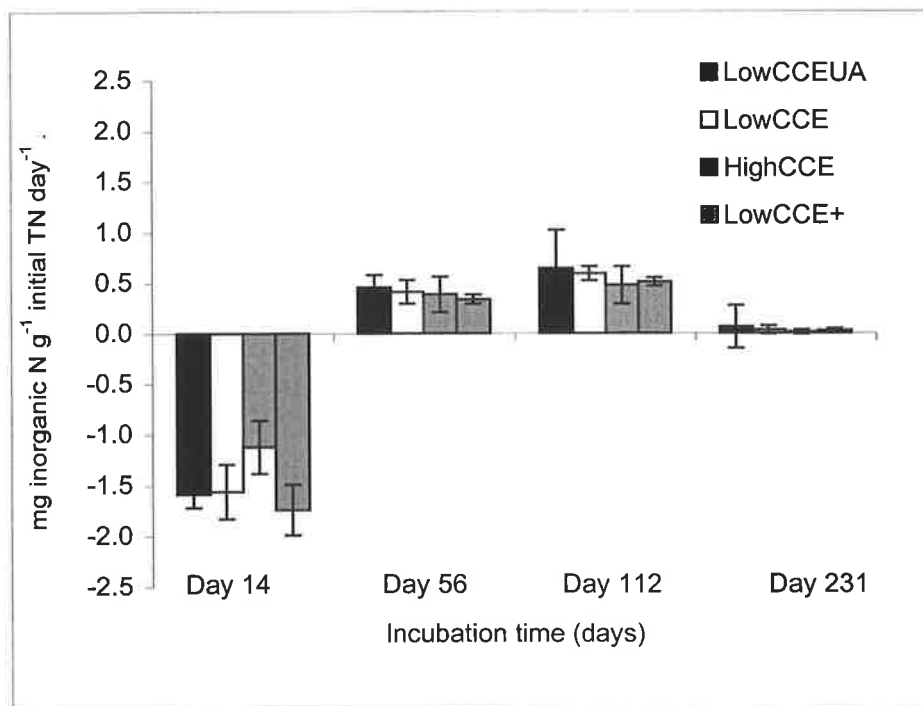 mg inorganic N g⁻¹ initial TN day⁻¹ .
2.5
2.0
1.5
1.0
0.5
0.0
-0.5
-1.0
-1.5
-2.0
-2.5
LowCCEUA
LowCCE
HighCCE
LowCCE+
Day 14 Day 56 Day 112 Day 231
Incubation time (days)